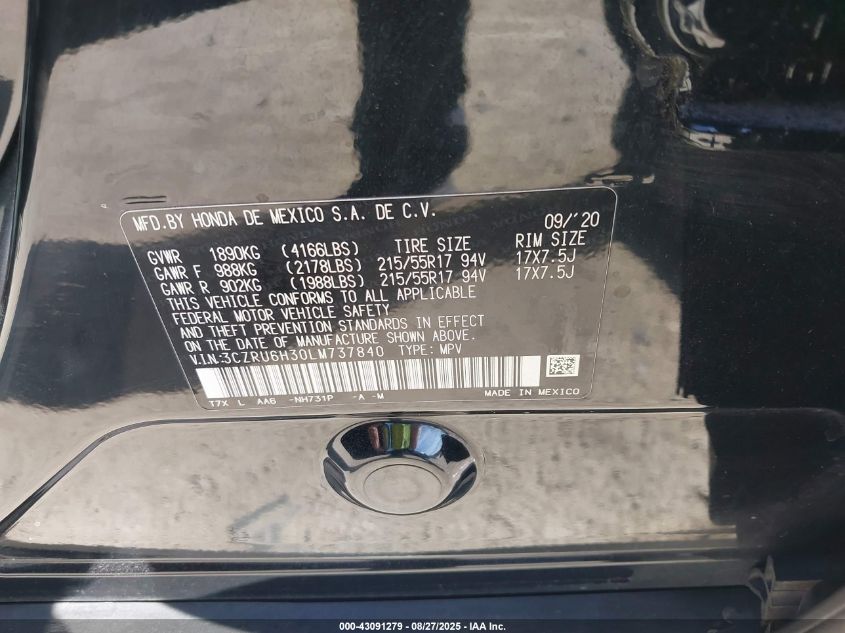 MFD.BY HONDA DE MEXICO S.A. DE C.V. 09/'20
GVWR 1890KG (4166LBS) TIRE SIZE RIM SIZE
GAWR F 988KG (2178LBS) 215/55R17 94V 17X7.5J
GAWR R 902KG (1988LBS) 215/55R17 94V 17X7.5J
THIS VEHICLE CONFORMS TO ALL APPLICABLE
FEDERAL MOTOR VEHICLE SAFETY
AND THEFT PREVENTION STANDARDS IN EFFECT
ON THE DATE OF MANUFACTURE SHOWN ABOVE.
V.I.N:3CZRU6H30LM737840 TYPE: MPV
T7X L AA6 -NH731P -A -M MADE IN MEXICO
000-43091279 | 08/27/2025 | IAA Inc.